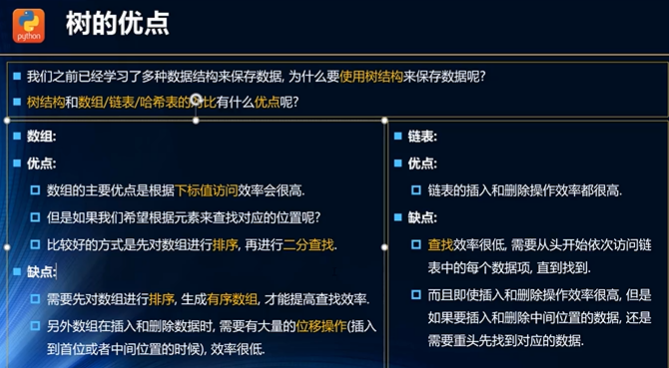 python
树的优点
我们之前已经学习了多种数据结构来保存数据, 为什么要使用树结构来保存数据呢?
树结构和数组/链表/哈希表的对比有什么优点呢?
数组:
优点:
数组的主要优点是根据下标值访问效率会很高.
但是如果我们希望根据元素来查找对应的位置呢?
比较好的方式是先对数组进行排序, 再进行二分查找.
缺点:
需要先对数组进行排序, 生成有序数组, 才能提高查找效率.
另外数组在插入和删除数据时, 需要有大量的位移操作(插入
到首位或者中间位置的时候), 效率很低.
链表:
优点:
链表的插入和删除操作效率都很高.
缺点:
查找效率很低, 需要从头开始依次访问链
表中的每个数据项, 直到找到.
而且即使插入和删除操作效率很高, 但是
如果要插入和删除中间位置的数据, 还是
需要重头先找到对应的数据.